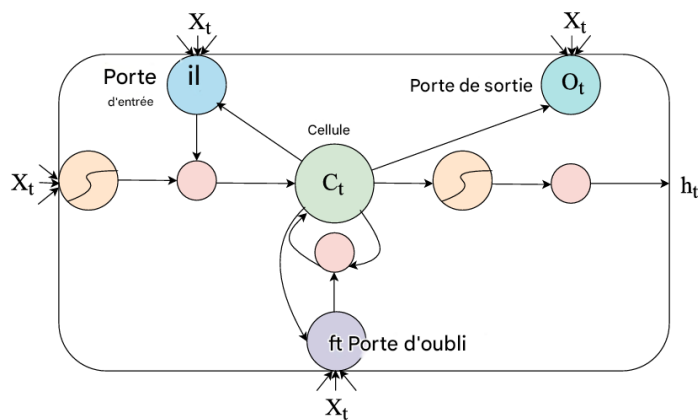 Xt
Xt
Porte
d'entrée
il
Porte de sortie
Ot
Cellule
Xt
Ct
ht
ft Porte d'oubli
Xt